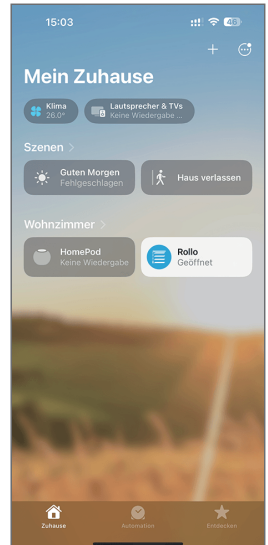 15:03
46
Mein Zuhause
Klima
26.0°
Lautsprecher & TVs
Keine Wiedergabe ...
Szenen >
Guten Morgen
Fehlgeschlagen
Haus verlassen
Wohnzimmer >
HomePod
Keine Wiedergabe
Rollo
Geöffnet
Zuhause
Automation
Entdecken